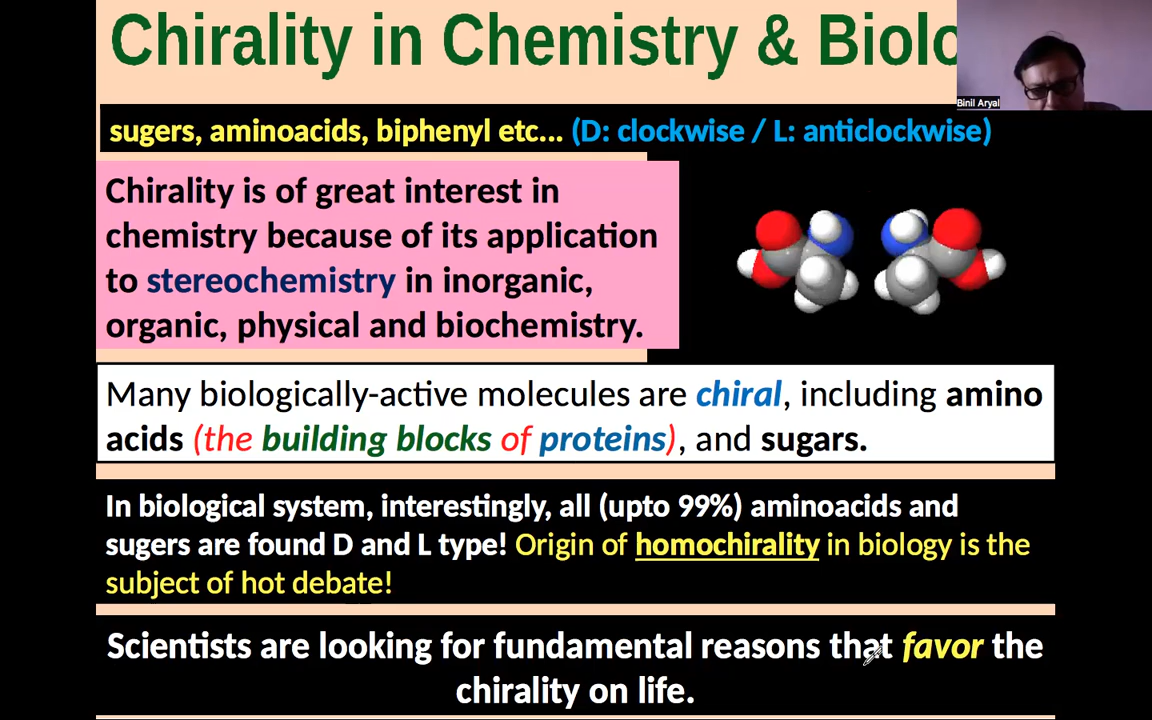 Chirality in Chemistry & Biolo
Binil Aryal
sugers, aminoacids, biphenyl etc... (D: clockwise / L: anticlockwise)
Chirality is of great interest in
chemistry because of its application
to stereochemistry in inorganic,
organic, physical and biochemistry.
Many biologically-active molecules are chiral, including amino
acids (the building blocks of proteins), and sugars.
In biological system, interestingly, all (upto 99%) aminoacids and
sugers are found D and L type! Origin of homochirality in biology is the
subject of hot debate!
Scientists are looking for fundamental reasons that favor the
chirality on life.